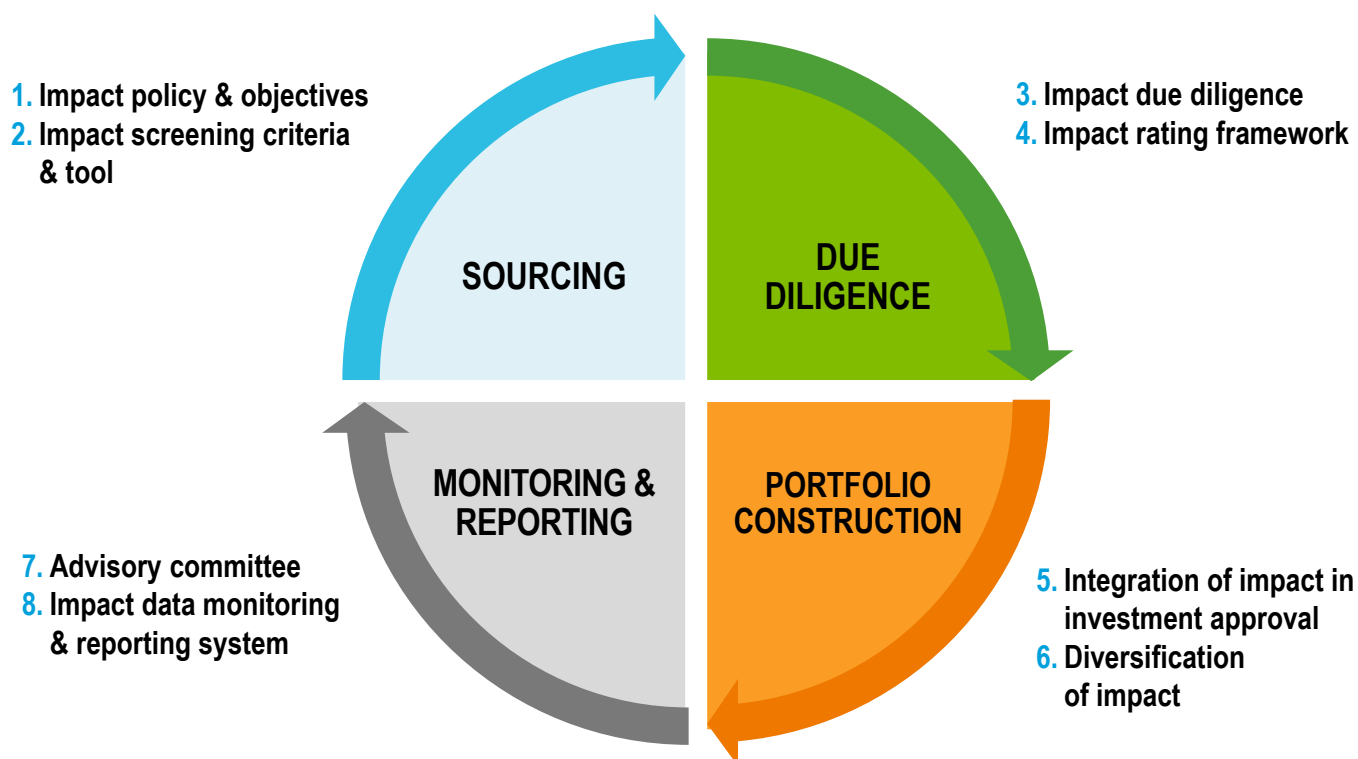 1. Impact policy & objectives
2. Impact screening criteria
& tool
3. Impact due diligence
4. Impact rating framework
SOURCING
DUE
DILIGENCE
MONITORING &
REPORTING
PORTFOLIO
CONSTRUCTION
7. Advisory committee
8. Impact data monitoring
& reporting system
5. Integration of impact in
investment approval
6. Diversification
of impact